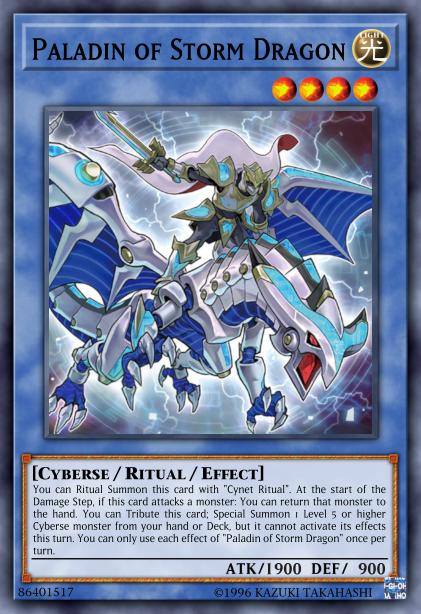 PALADIN OF STORM DRAGON
LIGHT
光
[CYBERSE / RITUAL / EFFECT]
You can Ritual Summon this card with "Cynet Ritual". At the start of the
Damage Step, if this card attacks a monster: You can return that monster to
the hand. You can Tribute this card; Special Summon 1 Level 5 or higher
Cyberse monster from your hand or Deck, but it cannot activate its effects
this turn. You can only use each effect of "Paladin of Storm Dragon" once per
turn.
ATK/1900 DEF/ 900
86401517
©1996 KAZUKI TAKAHASHI